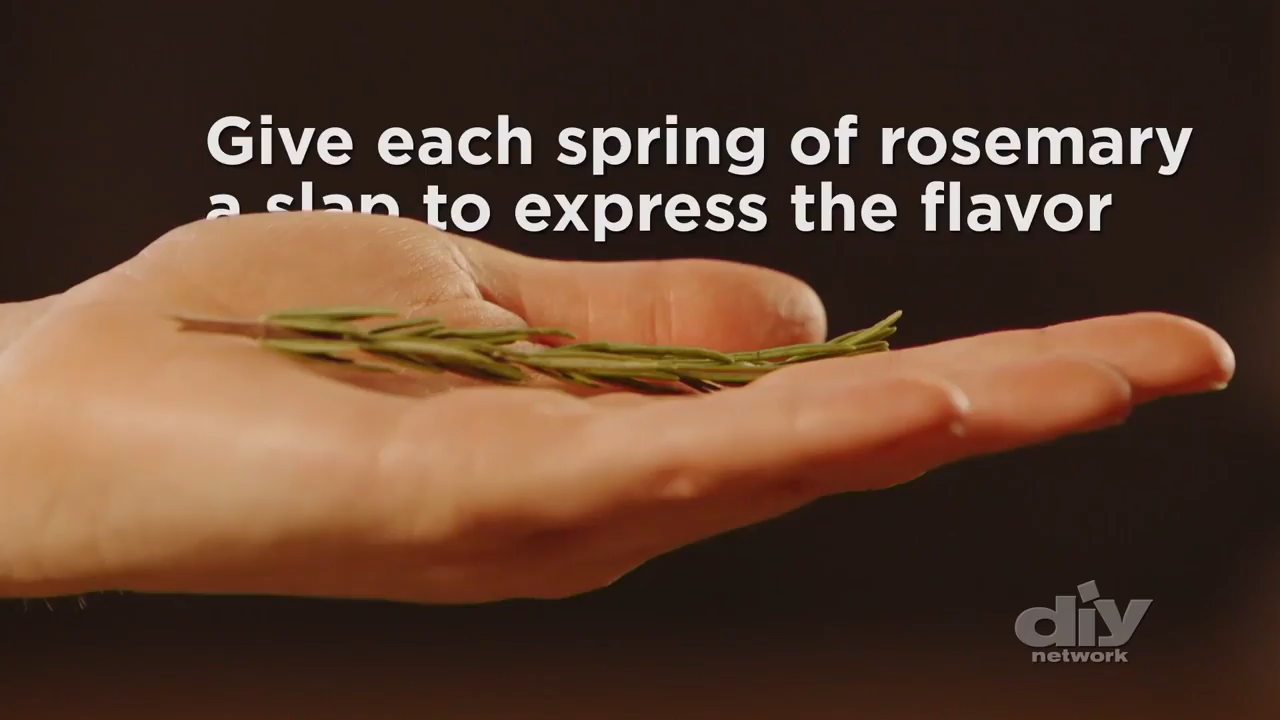 Give each spring of rosemary
a slap to express the flavor
diy
network